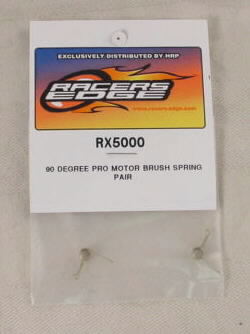 EXCLUSIVELY DISTRIBUTED BY HRP
RACERS
EDGE
www.racers-edge.com
RX5000
90 DEGREE PRO MOTOR BRUSH SPRING
PAIR